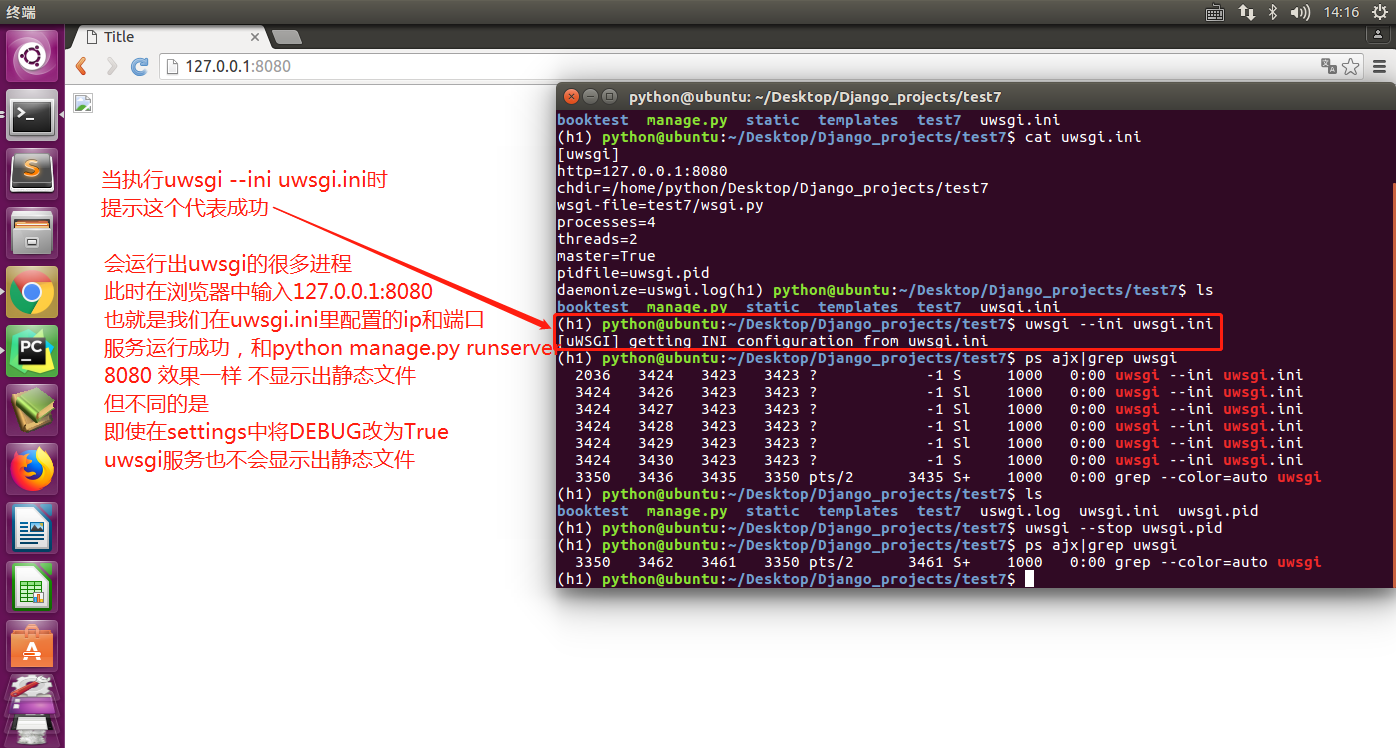 终端
14:16
Title
127.0.0.1:8080
当执行uwsgi --ini uwsgi.ini时
提示这个代表成功
会运行出uwsgi的很多进程
此时在浏览器中输入127.0.0.1:8080
也就是我们在uwsgi.ini里配置的ip和端口
服务运行成功，和python manage.py runserver
8080 效果一样 不显示出静态文件
但不同的是
即使在settings中将DEBUG改为True
uwsgi服务也不会显示出静态文件
python@ubuntu: ~/Desktop/Django_projects/test7
booktest  manage.py  static  templates  test7  uwsgi.ini
(h1) python@ubuntu:~/Desktop/Django_projects/test7$ cat uwsgi.ini
[uwsgi]
http=127.0.0.1:8080
chdir=/home/python/Desktop/Django_projects/test7
wsgi-file=test7/wsgi.py
processes=4
threads=2
master=True
pidfile=uwsgi.pid
daemonize=uswgi.log(h1) python@ubuntu:~/Desktop/Django_projects/test7$ ls
booktest  manage.py  static  templates  test7  uwsgi.ini
(h1) python@ubuntu:~/Desktop/Django_projects/test7$ uwsgi --ini uwsgi.ini
[uWSGI] getting INI configuration from uwsgi.ini
(h1) python@ubuntu:~/Desktop/Django_projects/test7$ ps ajx|grep uwsgi
2036 3424 3423 3423 ? -1 S 1000 0:00 uwsgi --ini uwsgi.ini
3424 3426 3423 3423 ? -1 Sl 1000 0:00 uwsgi --ini uwsgi.ini
3424 3427 3423 3423 ? -1 Sl 1000 0:00 uwsgi --ini uwsgi.ini
3424 3428 3423 3423 ? -1 Sl 1000 0:00 uwsgi --ini uwsgi.ini
3424 3429 3423 3423 ? -1 Sl 1000 0:00 uwsgi --ini uwsgi.ini
3424 3430 3423 3423 ? -1 S 1000 0:00 uwsgi --ini uwsgi.ini
3350 3436 3435 3350 pts/2 3435 S+ 1000 0:00 grep --color=auto uwsgi
(h1) python@ubuntu:~/Desktop/Django_projects/test7$ ls
booktest  manage.py  static  templates  test7  uswgi.log  uwsgi.ini  uwsgi.pid
(h1) python@ubuntu:~/Desktop/Django_projects/test7$ uwsgi --stop uwsgi.pid
(h1) python@ubuntu:~/Desktop/Django_projects/test7$ ps ajx|grep uwsgi
3350 3462 3461 3350 pts/2 3461 S+ 1000 0:00 grep --color=auto uwsgi
(h1) python@ubuntu:~/Desktop/Django_projects/test7$